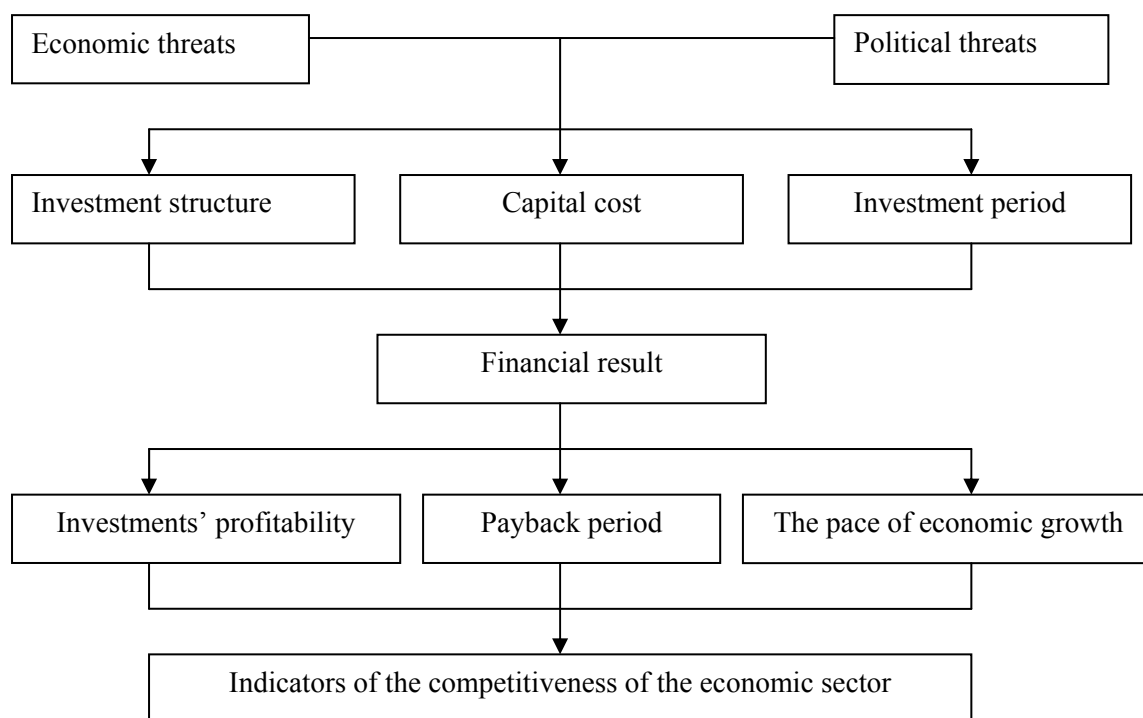 Economic threats
Political threats
Investment structure
Capital cost
Investment period
Financial result
Investments’ profitability
Payback period
The pace of economic growth
Indicators of the competitiveness of the economic sector